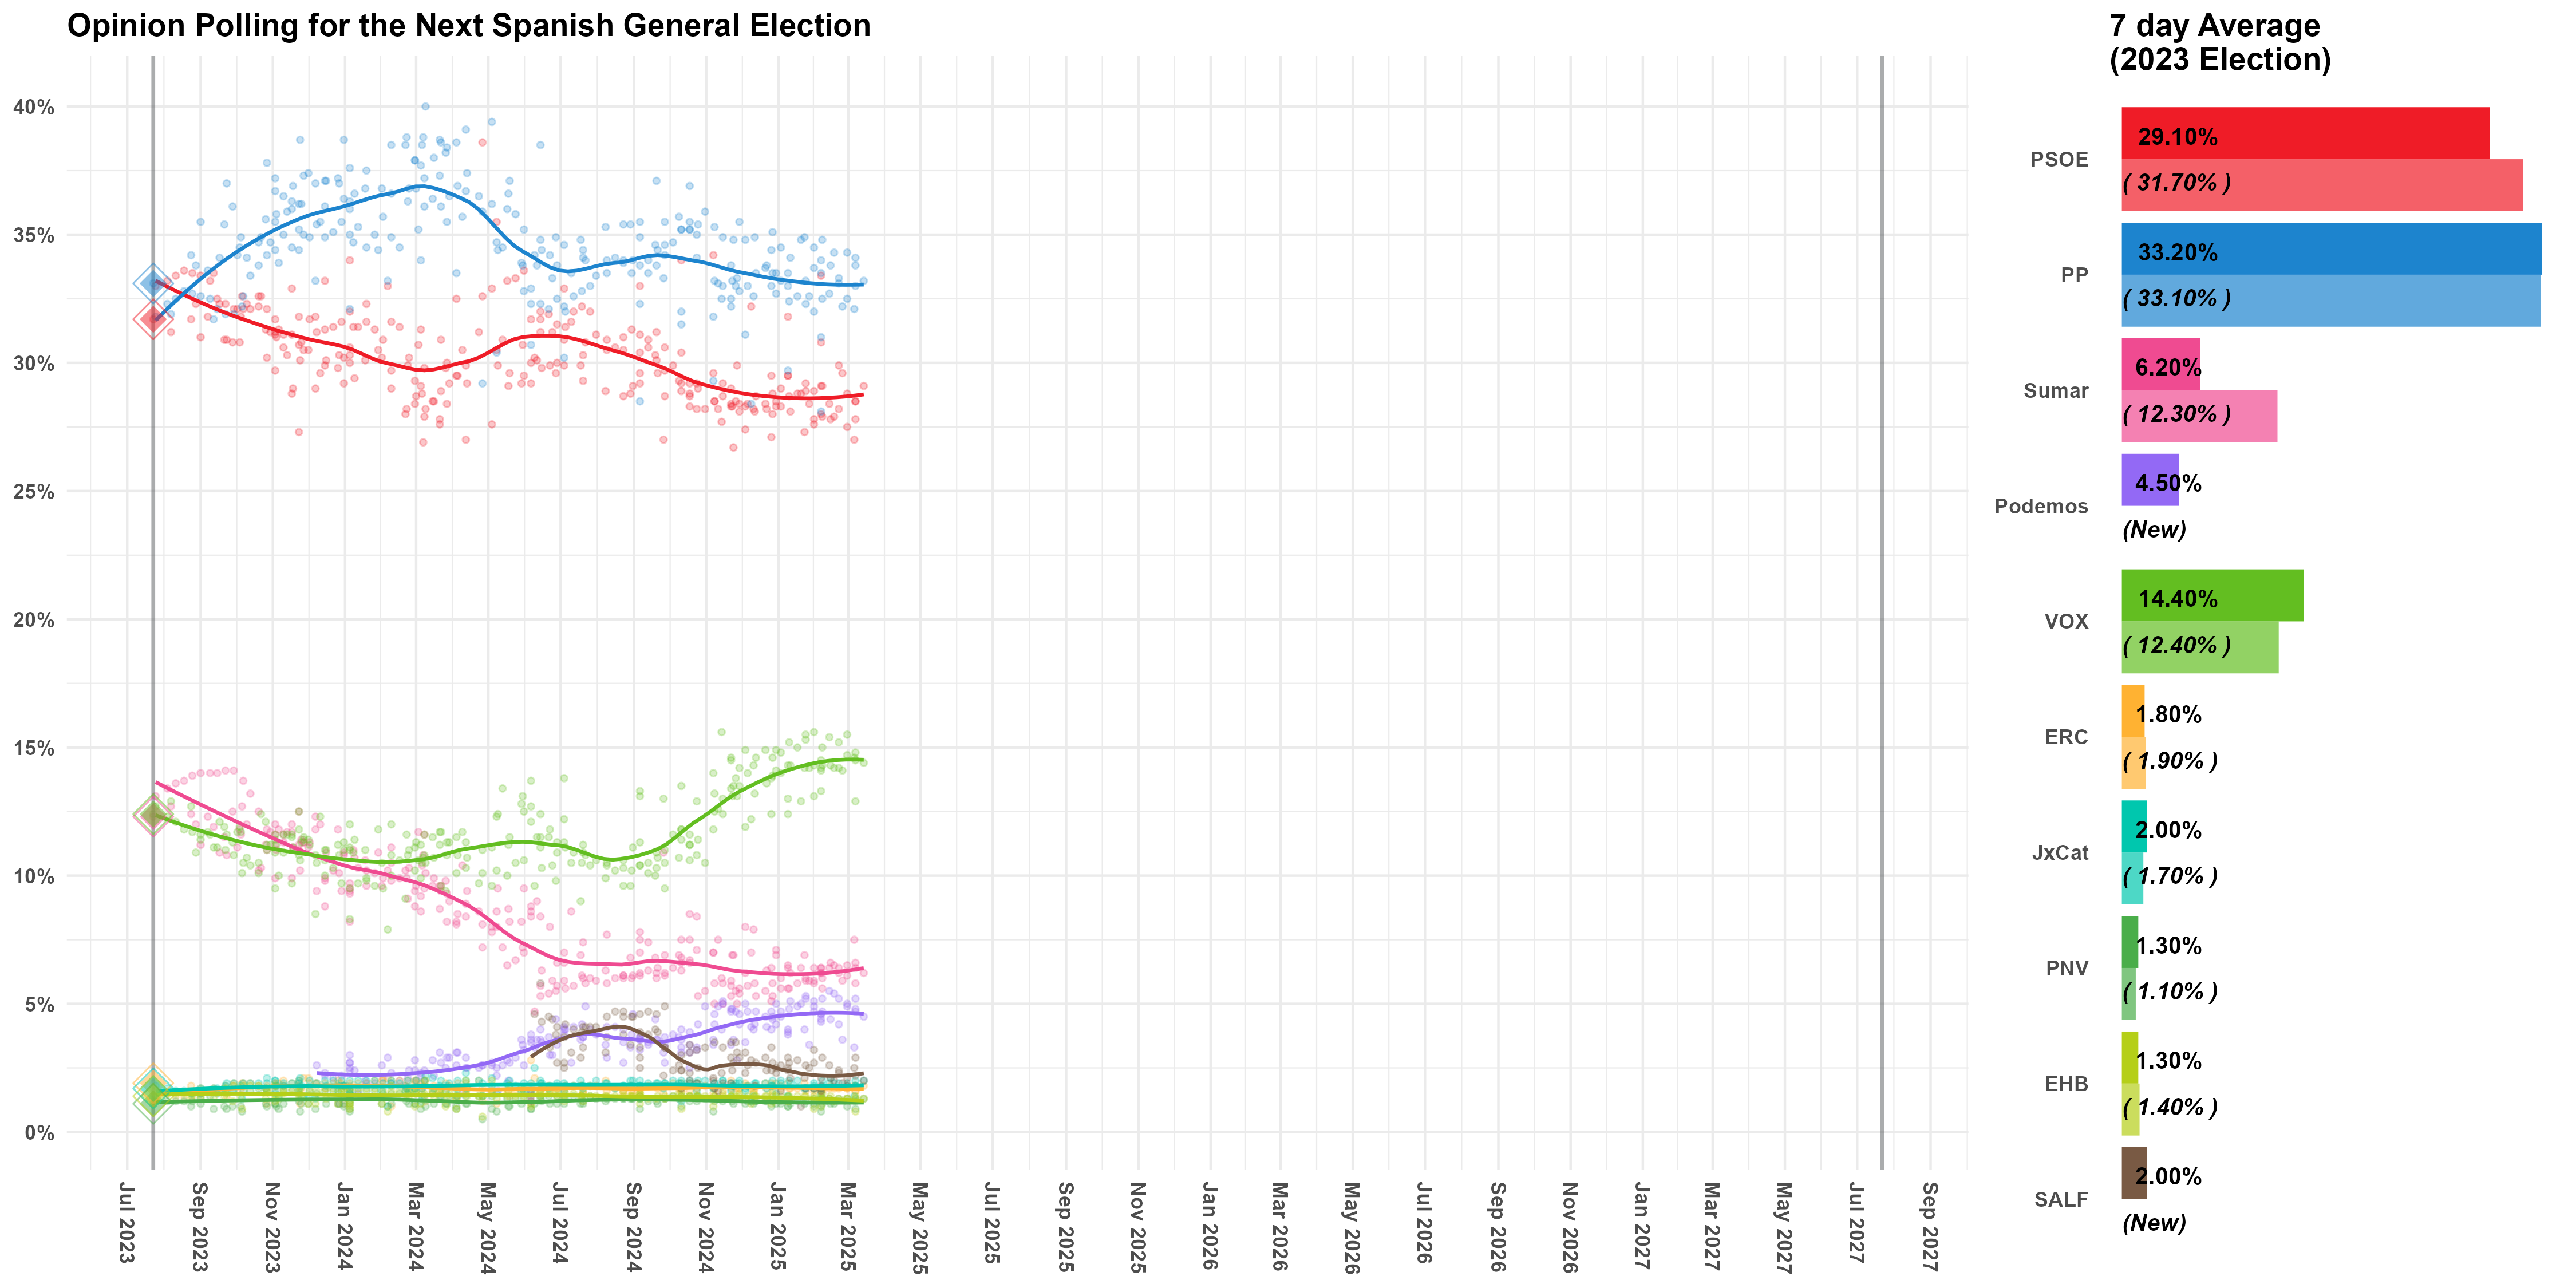 Opinion Polling for the Next Spanish General Election
7 day Average
(2023 Election)
40%
35%
30%
25%
20%
15%
10%
5%
0%
Jul 2023
Sep 2023
Nov 2023
Jan 2024
Mar 2024
May 2024
Jul 2024
Sep 2024
Nov 2024
Jan 2025
Mar 2025
May 2025
Jul 2025
Sep 2025
Nov 2025
Jan 2026
Mar 2026
May 2026
Jul 2026
Sep 2026
Nov 2026
Jan 2027
Mar 2027
May 2027
Jul 2027
Sep 2027
PSOE
29.10%
( 31.70% )
PP
33.20%
( 33.10% )
Sumar
6.20%
( 12.30% )
Podemos
4.50%
(New)
VOX
14.40%
( 12.40% )
ERC
1.80%
( 1.90% )
JxCat
2.00%
( 1.70% )
PNV
1.30%
( 1.10% )
EHB
1.30%
( 1.40% )
SALF
2.00%
(New)